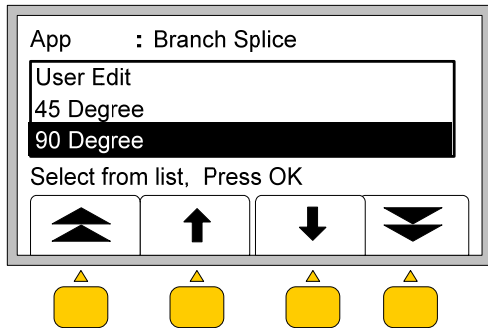 App : Branch Splice
User Edit
45 Degree
90 Degree
Select from list, Press OK